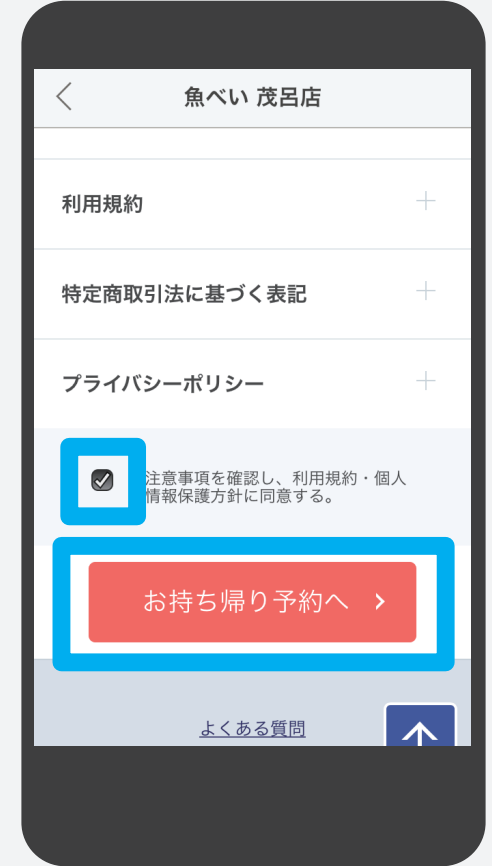 魚べい 茂呂店
利用規約
特定商取引法に基づく表記
プライバシーポリシー
注意事項を確認し、利用規約・個人
情報保護方針に同意する。
お持ち帰り予約へ
よくある質問